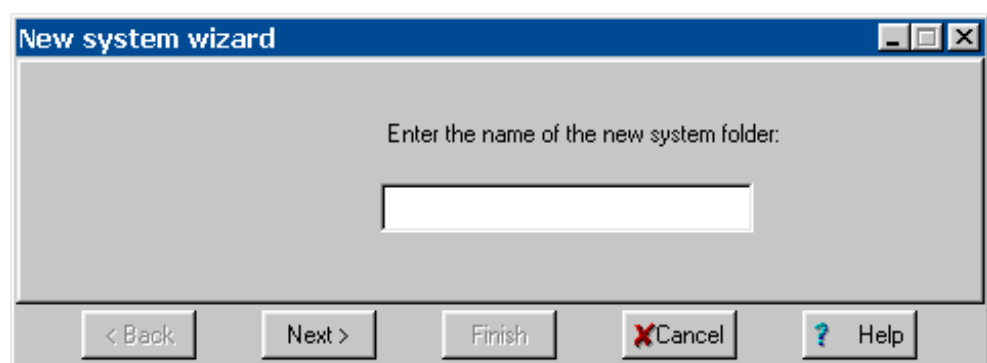 New system wizard
Enter the name of the new system folder:
< Back Next > Finish Cancel ? Help